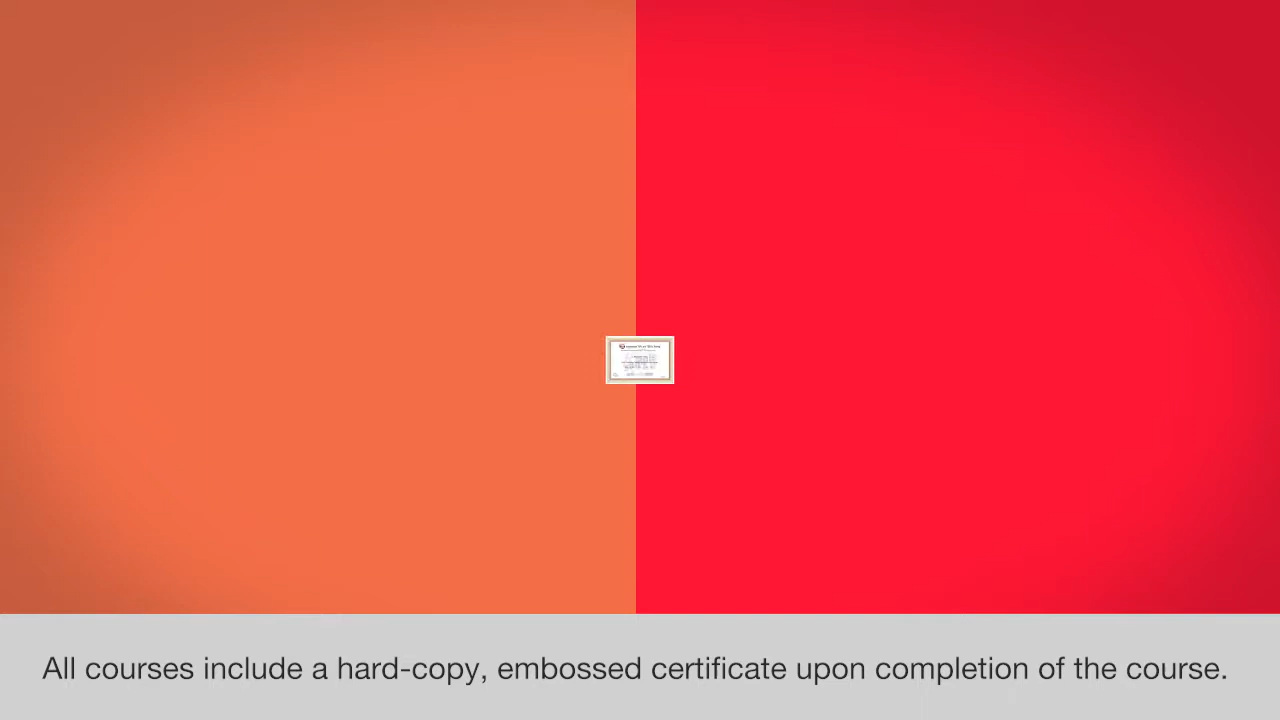 All courses include a hard-copy, embossed certificate upon completion of the course.